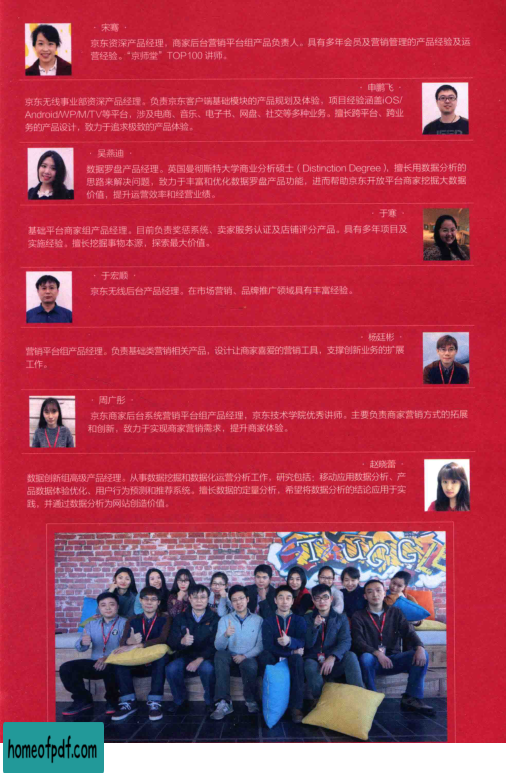 · 宋骞 ·
京东资深产品经理，商家后台营销平台组产品负责人。具有多年会员及营销管理的产品经验及运
营经验。“京师堂”TOP100 讲师。
· 申鹏飞 ·
京东无线事业部资深产品经理。负责京东客户端基础模块的产品规划及体验，项目经验涵盖iOS/
Android/WP/M/TV等平台，涉及电商、音乐、电子书、网盘、社交等多种业务。擅长跨平台、跨业
务的产品设计，致力于追求极致的产品体验。
· 吴燕迪 ·
数据罗盘产品经理。英国曼彻斯特大学商业分析硕士（Distinction Degree）。擅长用数据分析的
思路来解决问题，致力于丰富和优化数据罗盘产品功能，进而帮助京东开放平台商家挖掘大数据
价值，提升运营效率和经营业绩。
· 于寒 ·
基础平台商家组产品经理。目前负责奖惩系统、卖家服务认证及店铺评分产品。具有多年项目及
实施经验。擅长挖掘事物本源，探索最大价值。
· 于宏顺 ·
京东无线后台产品经理。在市场营销、品牌推广领域具有丰富经验。
· 杨廷彬 ·
营销平台组产品经理。负责基础类营销相关产品，设计让商家喜爱的营销工具，支撑创新业务的扩展
工作。
· 周广彤 ·
京东商家后台系统营销平台组产品经理，京东技术学院优秀讲师。主要负责商家营销方式的拓展
和创新，致力于实现商家营销需求，提升商家体验。
· 赵晓蕾 ·
数据创新组高级产品经理。从事数据挖掘和数据化运营分析工作，研究包括：移动应用数据分析、产
品数据体验优化、用户行为预测和推荐系统。擅长数据的定量分析，希望将数据分析的结论应用于实
践，并通过数据分析为网站创造价值。
homeofpdf.com